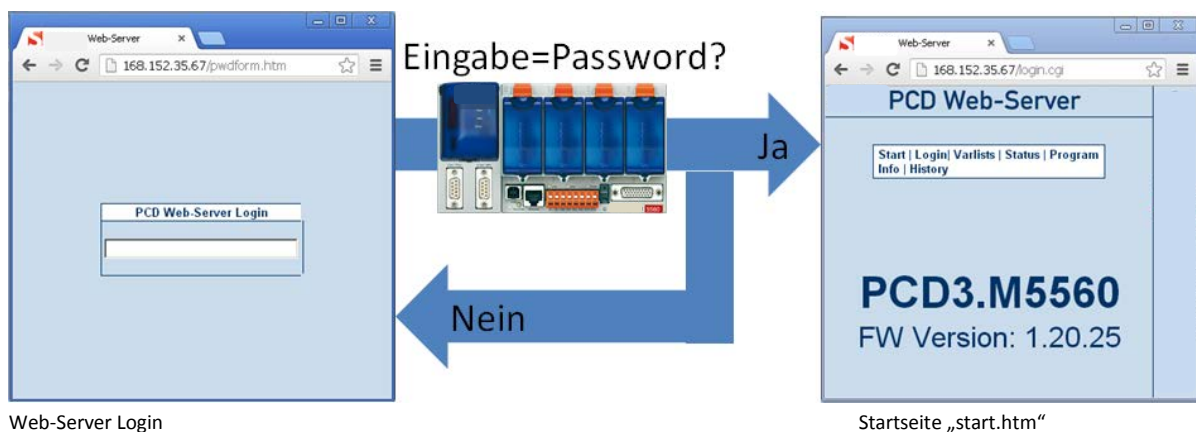 Web-Server
168.152.35.67/pwdform.htm
PCD Web-Server Login
Eingabe=Password?
Ja
Nein
Web-Server
168.152.35.67/login.cgi
PCD Web-Server
Start | Login| Varlists | Status | Program
Info | History
PCD3.M5560
FW Version: 1.20.25
Web-Server Login
Startseite „start.htm“